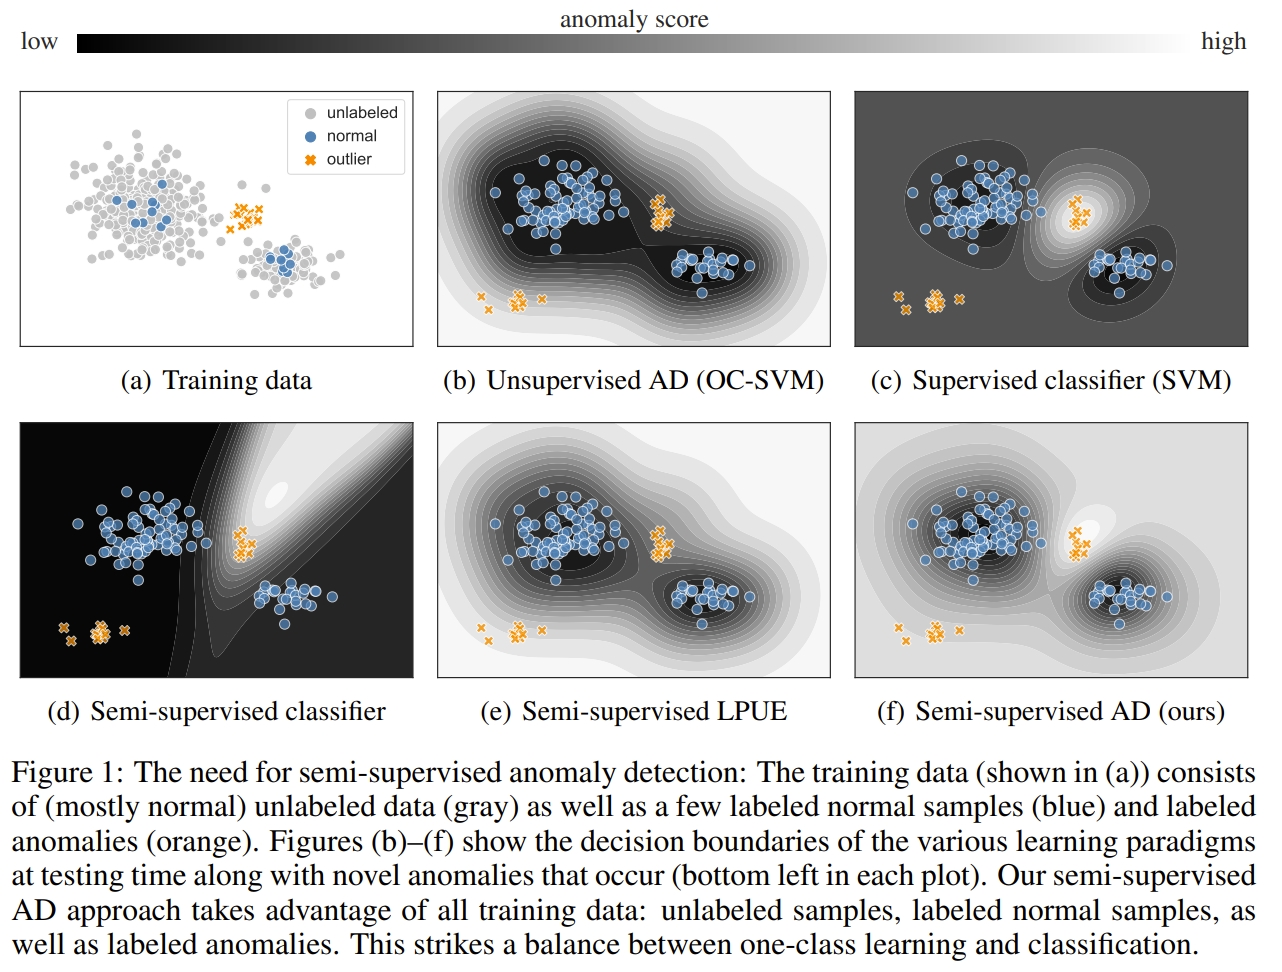 anomaly score
low high
unlabeled
normal
outlier
(a) Training data
(b) Unsupervised AD (OC-SVM)
(c) Supervised classifier (SVM)
(d) Semi-supervised classifier
(e) Semi-supervised LPUE
(f) Semi-supervised AD (ours)
Figure 1: The need for semi-supervised anomaly detection: The training data (shown in (a)) consists
of (mostly normal) unlabeled data (gray) as well as a few labeled normal samples (blue) and labeled
anomalies (orange). Figures (b)–(f) show the decision boundaries of the various learning paradigms
at testing time along with novel anomalies that occur (bottom left in each plot). Our semi-supervised
AD approach takes advantage of all training data: unlabeled samples, labeled normal samples, as
well as labeled anomalies. This strikes a balance between one-class learning and classification.